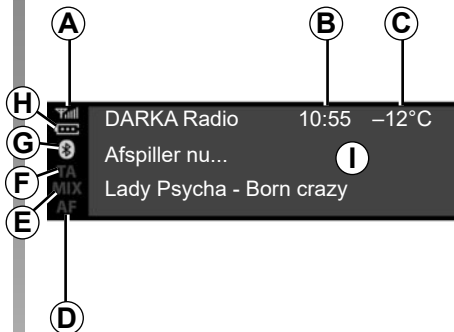 A B C
H
G
F
E
D
DARKA Radio 10:55 –12°C
Afspiller nu... I
Lady Psycha - Born crazy
TA
MIX
AF